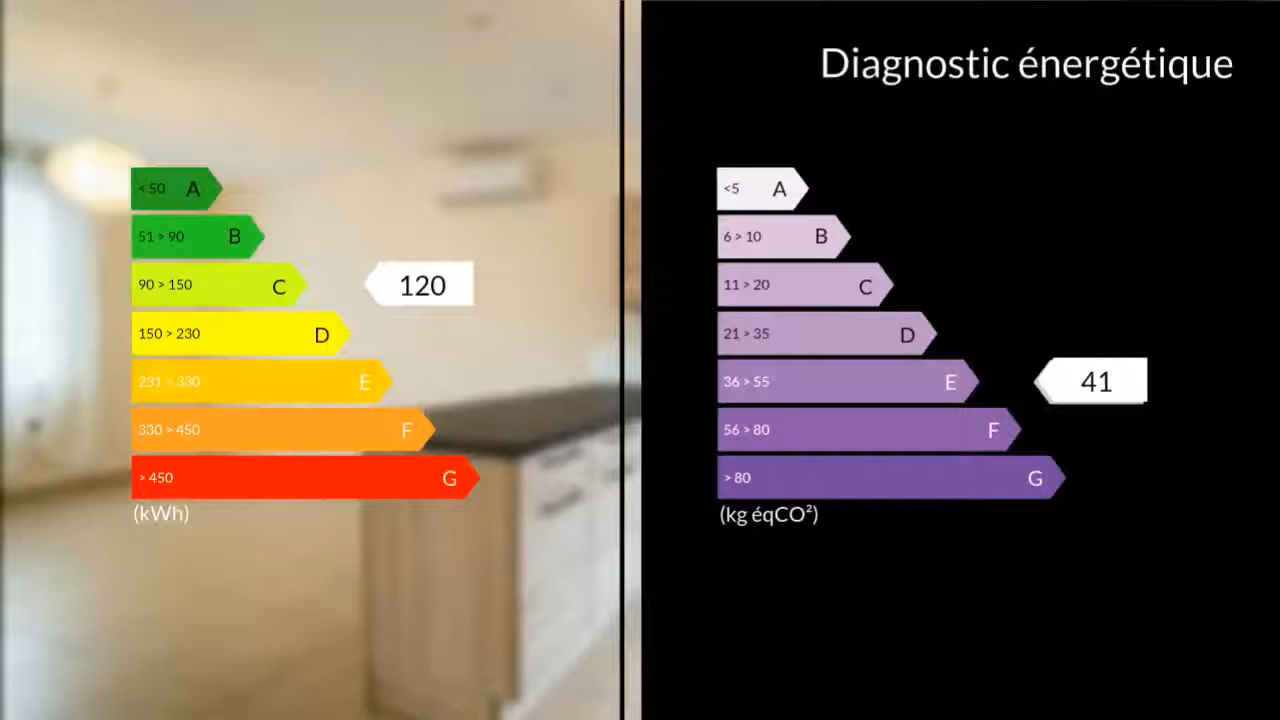 Diagnostic énergétique
< 50 A
51 > 90 B
90 > 150 C
120
150 > 230 D
231 > 330 E
330 > 450 F
> 450 G
(kWh)
<5 A
6 > 10 B
11 > 20 C
21 > 35 D
36 > 55 E
41
56 > 80 F
> 80 G
(kg éqCO²)